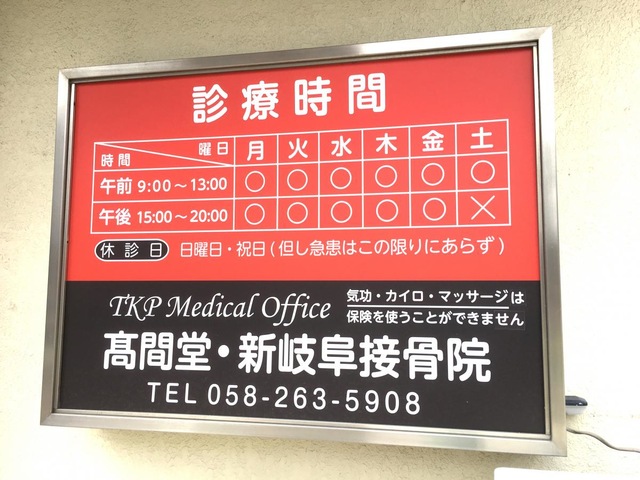 診療時間
時間 曜日 月 火 水 木 金 土
午前 9:00～13:00 ○ ○ ○ ○ ○ ○
午後 15:00～20:00 ○ ○ ○ ○ ○ ×
休診日 日曜日・祝日(但し急患はこの限りにあらず)
TKP Medical Office
気功・カイロ・マッサージは
保険を使うことができません
髙間堂・新岐阜接骨院
TEL 058-263-5908